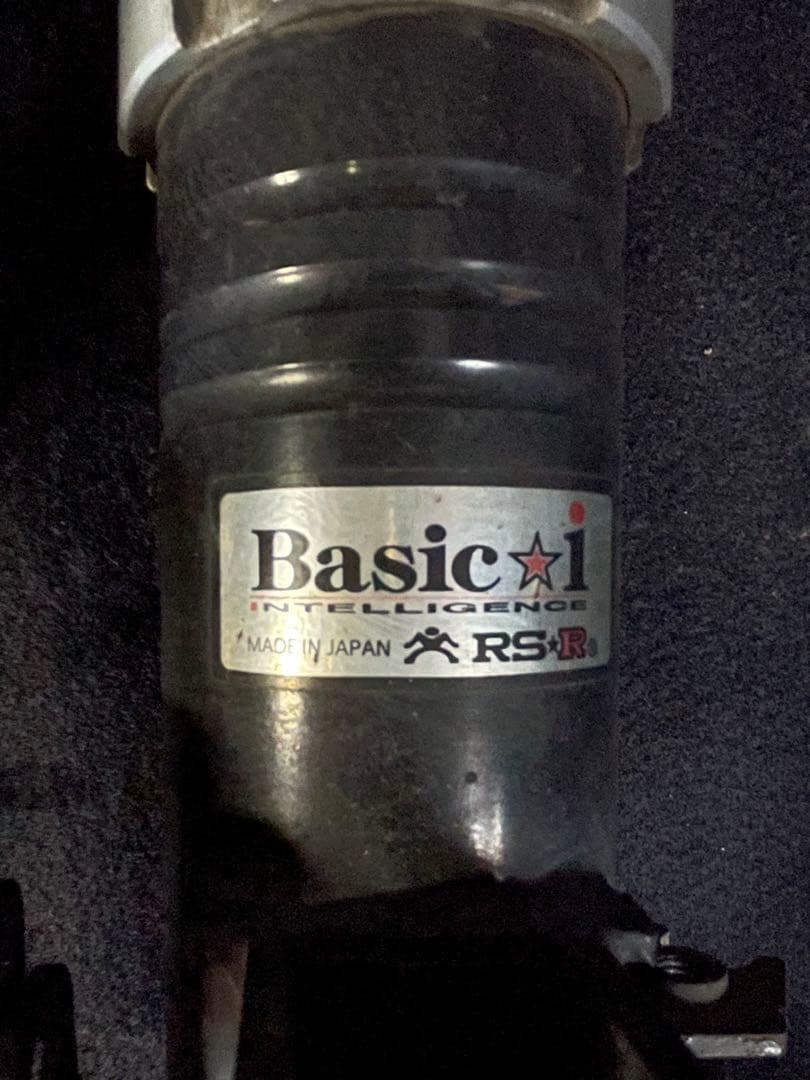 Basic☆i
INTELLIGENCE
MADE IN JAPAN RS★R®